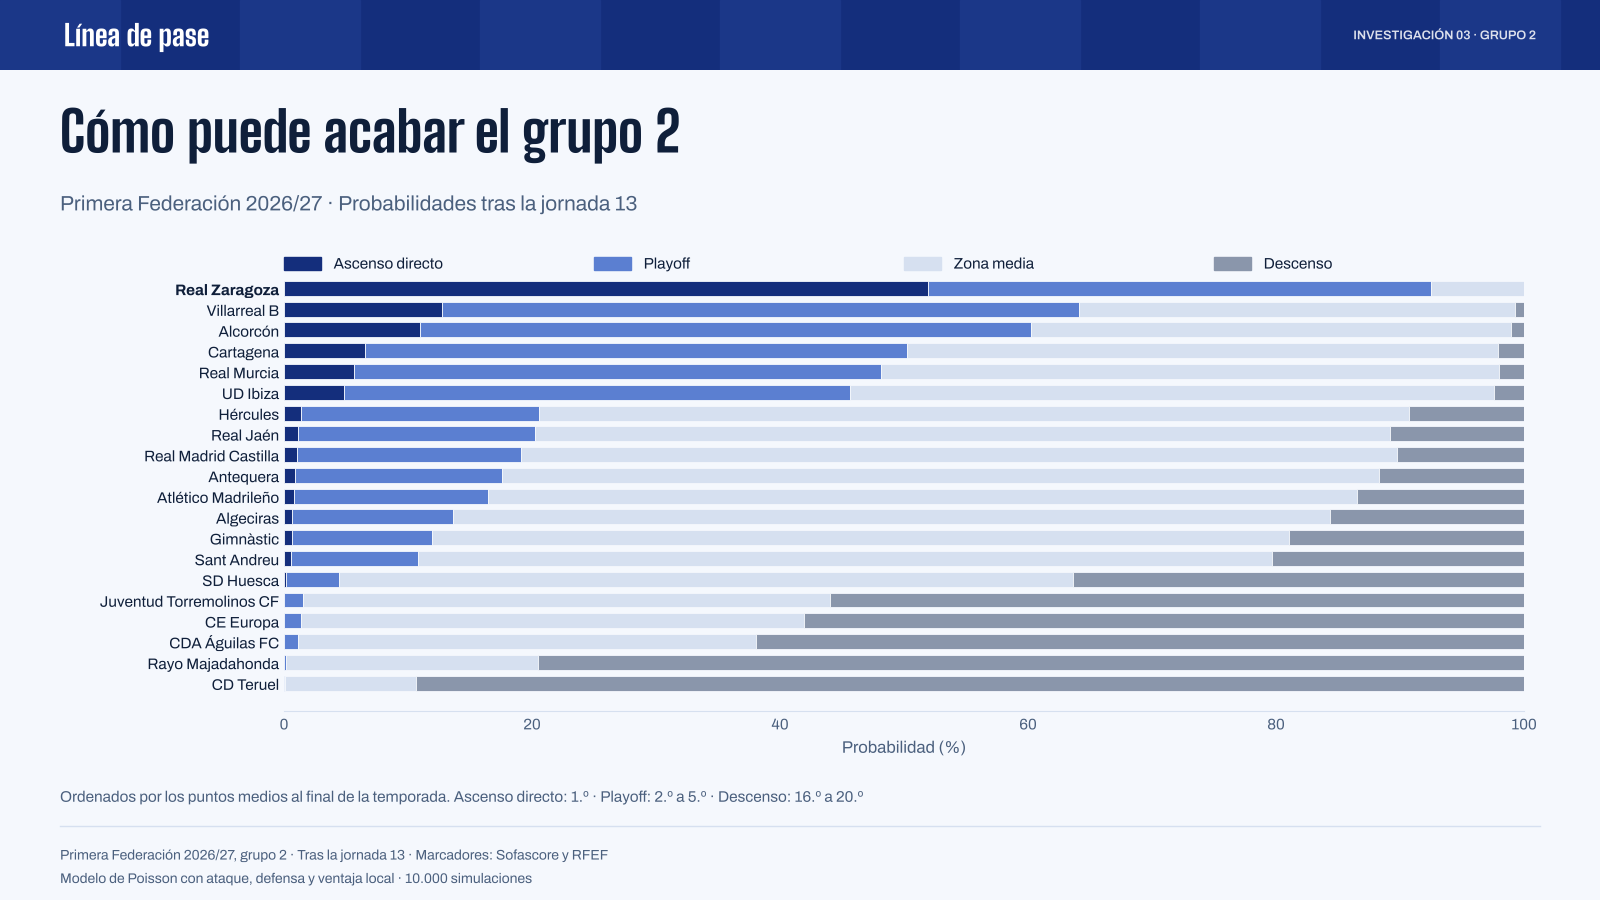 Línea de pase
INVESTIGACIÓN 03 · GRUPO 2
Cómo puede acabar el grupo 2
Primera Federación 2026/27 · Probabilidades tras la jornada 13
Ascenso directo
Playoff
Zona media
Descenso
Real Zaragoza
Villarreal B
Alcorcón
Cartagena
Real Murcia
UD Ibiza
Hércules
Real Jaén
Real Madrid Castilla
Antequera
Atlético Madrileño
Algeciras
Gimnàstic
Sant Andreu
SD Huesca
Juventud Torremolinos CF
CE Europa
CDA Águilas FC
Rayo Majadahonda
CD Teruel
0 20 40 60 80 100
Probabilidad (%)
Ordenados por los puntos medios al final de la temporada. Ascenso directo: 1.º · Playoff: 2.º a 5.º · Descenso: 16.º a 20.º
Primera Federación 2026/27, grupo 2 · Tras la jornada 13 · Marcadores: Sofascore y RFEF
Modelo de Poisson con ataque, defensa y ventaja local · 10.000 simulaciones